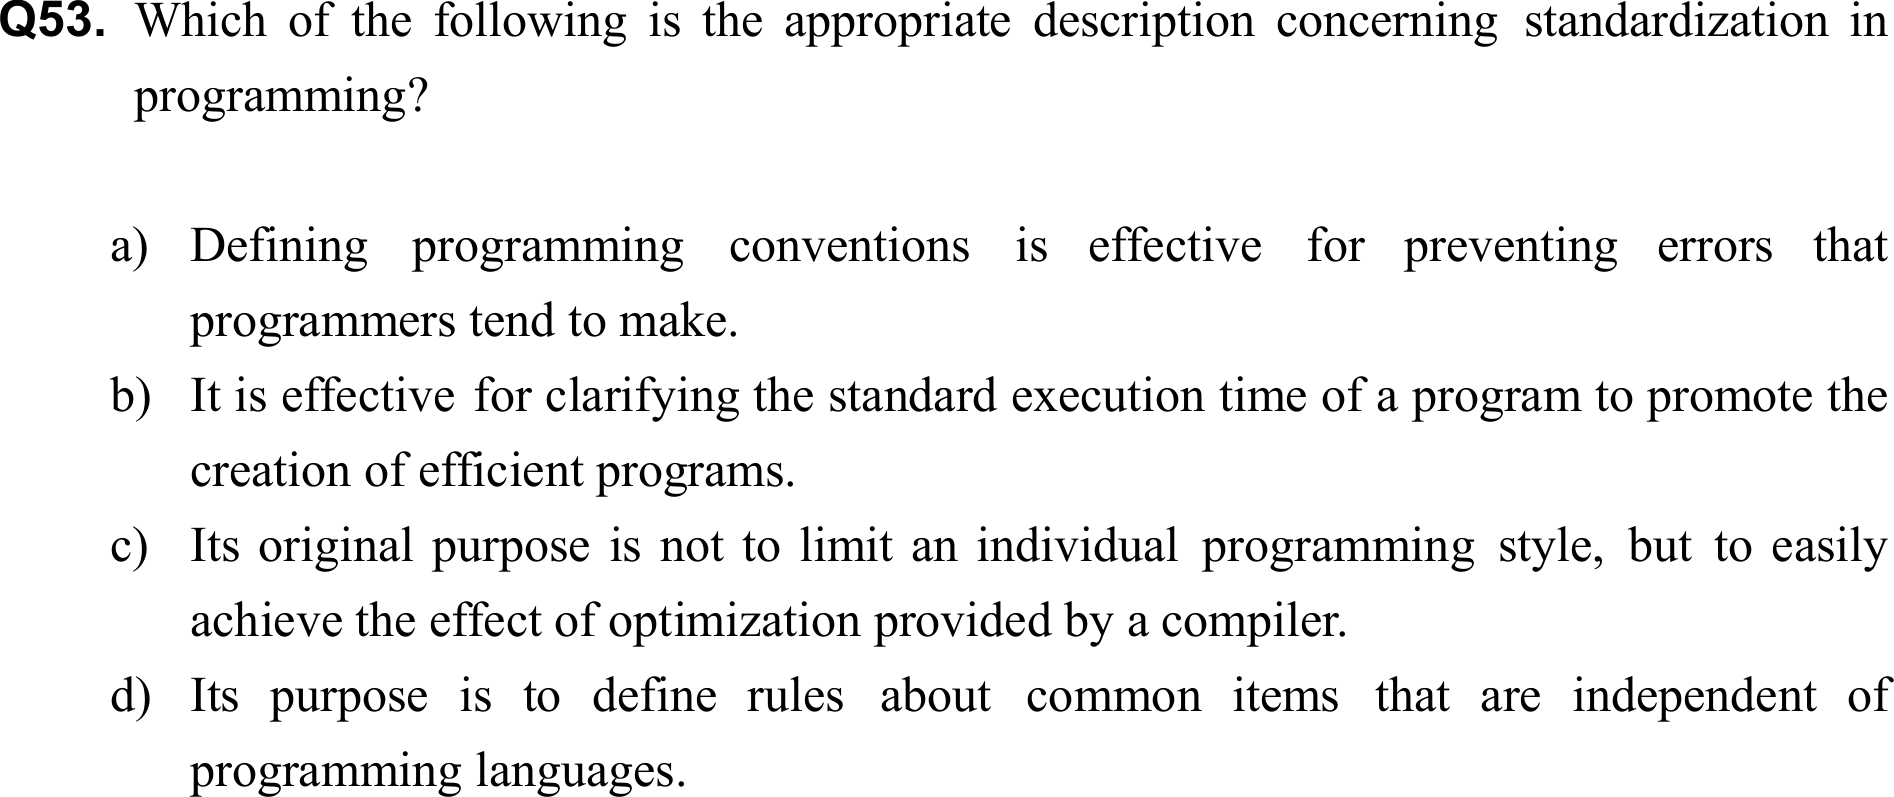 Q53. Which of the following is the appropriate description concerning standardization in
programming?
a) Defining programming conventions is effective for preventing errors that
programmers tend to make.
b) It is effective for clarifying the standard execution time of a program to promote the
creation of efficient programs.
c) Its original purpose is not to limit an individual programming style, but to easily
achieve the effect of optimization provided by a compiler.
d) Its purpose is to define rules about common items that are independent of
programming languages.